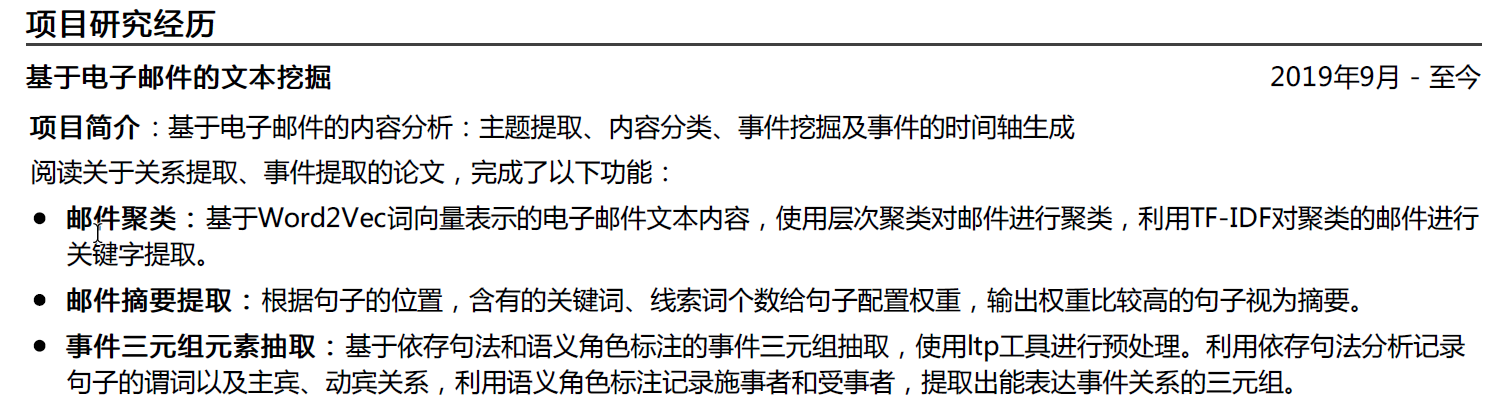 项目研究经历
基于电子邮件的文本挖掘 2019年9月 - 至今
项目简介：基于电子邮件的内容分析：主题提取、内容分类、事件挖掘及事件的时间轴生成
阅读关于关系提取、事件提取的论文，完成了以下功能：
● 邮件聚类：基于Word2Vec词向量表示的电子邮件文本内容，使用层次聚类对邮件进行聚类，利用TF-IDF对聚类的邮件进行
关键字提取。
● 邮件摘要提取：根据句子的位置，含有的关键词、线索词个数给句子配置权重，输出权重比较高的句子视为摘要。
● 事件三元组元素抽取：基于依存句法和语义角色标注的事件三元组抽取，使用ltp工具进行预处理。利用依存句法分析记录
句子的谓词以及主宾、动宾关系，利用语义角色标注记录施事者和受事者，提取出能表达事件关系的三元组。